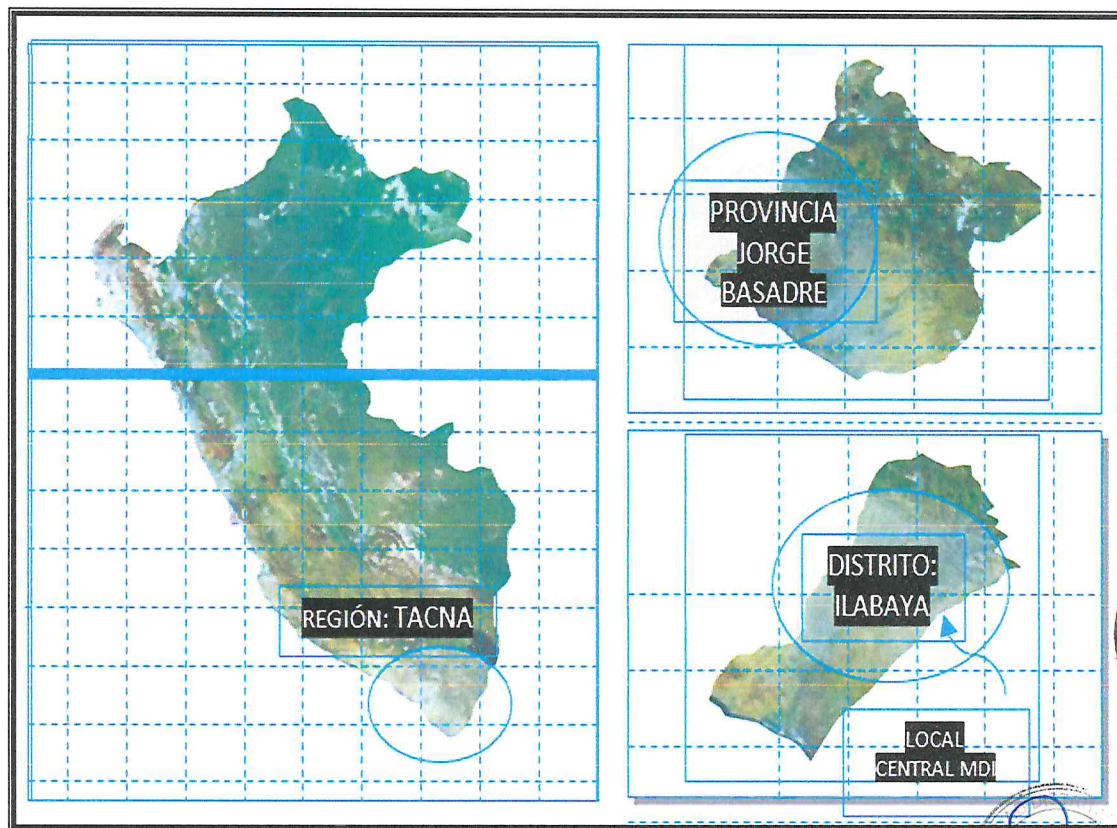 REGIÓN: TACNA
PROVINCIA
JORGE
BASADRE
DISTRITO:
ILABAYA
LOCAL
CENTRAL MDI